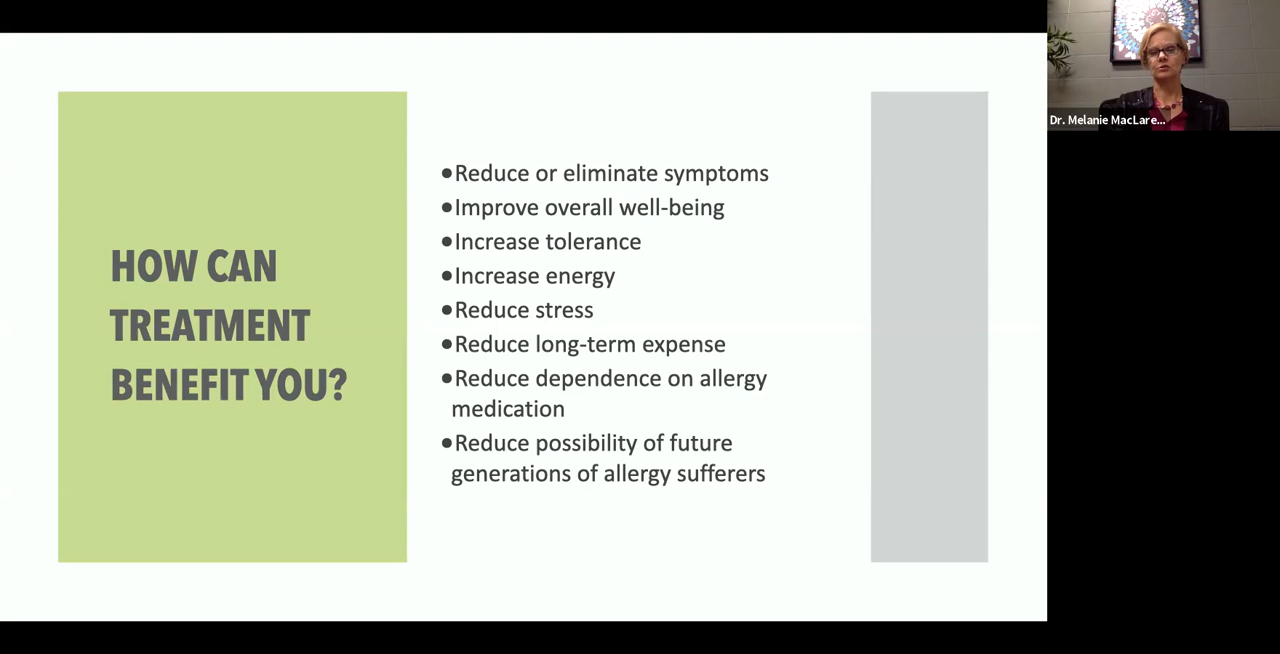 HOW CAN
TREATMENT
BENEFIT YOU?
•Reduce or eliminate symptoms
•Improve overall well-being
•Increase tolerance
•Increase energy
•Reduce stress
•Reduce long-term expense
•Reduce dependence on allergy
medication
•Reduce possibility of future
generations of allergy sufferers
Dr. Melanie MacLare...